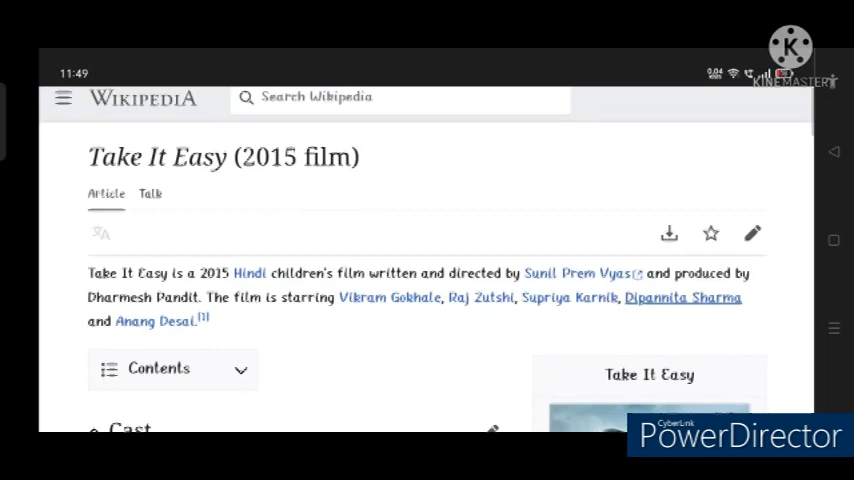 11:49
0.04
K
KINEMASTER
WIKIPEDIA
Search Wikipedia
Take It Easy (2015 film)
Article Talk
Take It Easy is a 2015 Hindi children's film written and directed by Sunil Prem Vyas and produced by
Dharmesh Pandit. The film is starring Vikram Gokhale, Raj Zutshi, Supriya Karnik, Dipannita Sharma
and Anang Desai.[1]
Contents
Take It Easy
Cast
CyberLink
PowerDirector